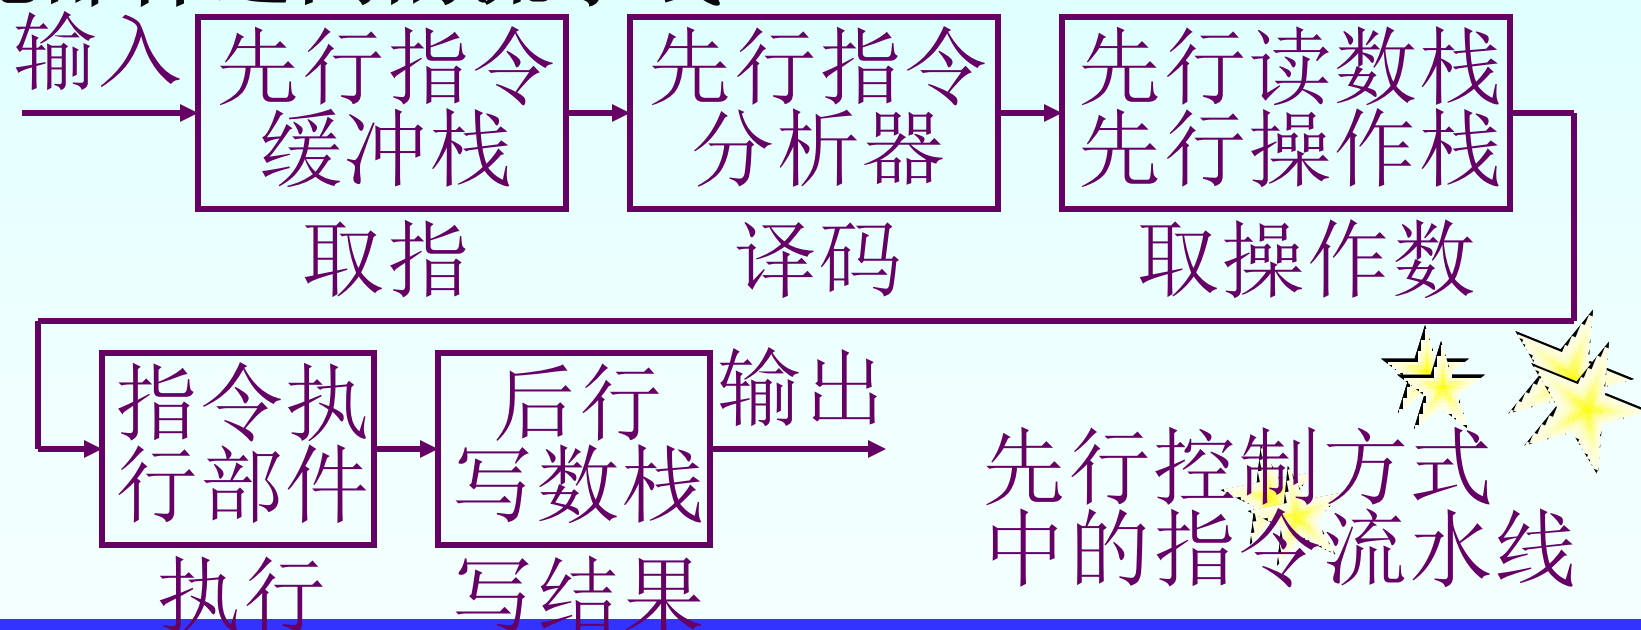 输入
先行指令
缓冲栈
取指
先行指令
分析器
译码
先行读数栈
先行操作栈
取操作数
指令执
行部件
执行
后行
写数栈
写结果
输出
先行控制方式
中的指令流水线